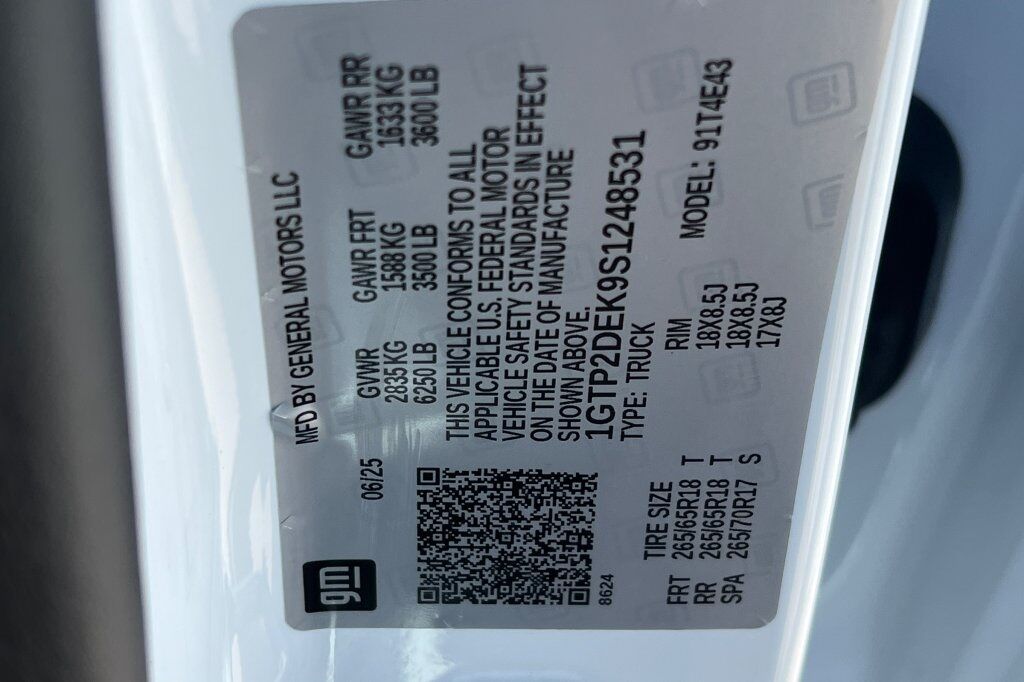 gm
MFD BY GENERAL MOTORS LLC
06/25
GVWR GAWR FRT GAWR RR
2835 KG 1588 KG 1633 KG
6250 LB 3500 LB 3600 LB
THIS VEHICLE CONFORMS TO ALL
APPLICABLE U.S. FEDERAL MOTOR
VEHICLE SAFETY STANDARDS IN EFFECT
ON THE DATE OF MANUFACTURE
SHOWN ABOVE.
1GTP2DEK9S1248531
TYPE: TRUCK
8624
TIRE SIZE RIM MODEL: 91T4E43
FRT 265/65R18 T 18X8.5J
RR 265/65R18 T 18X8.5J
SPA 265/70R17 S 17X8J